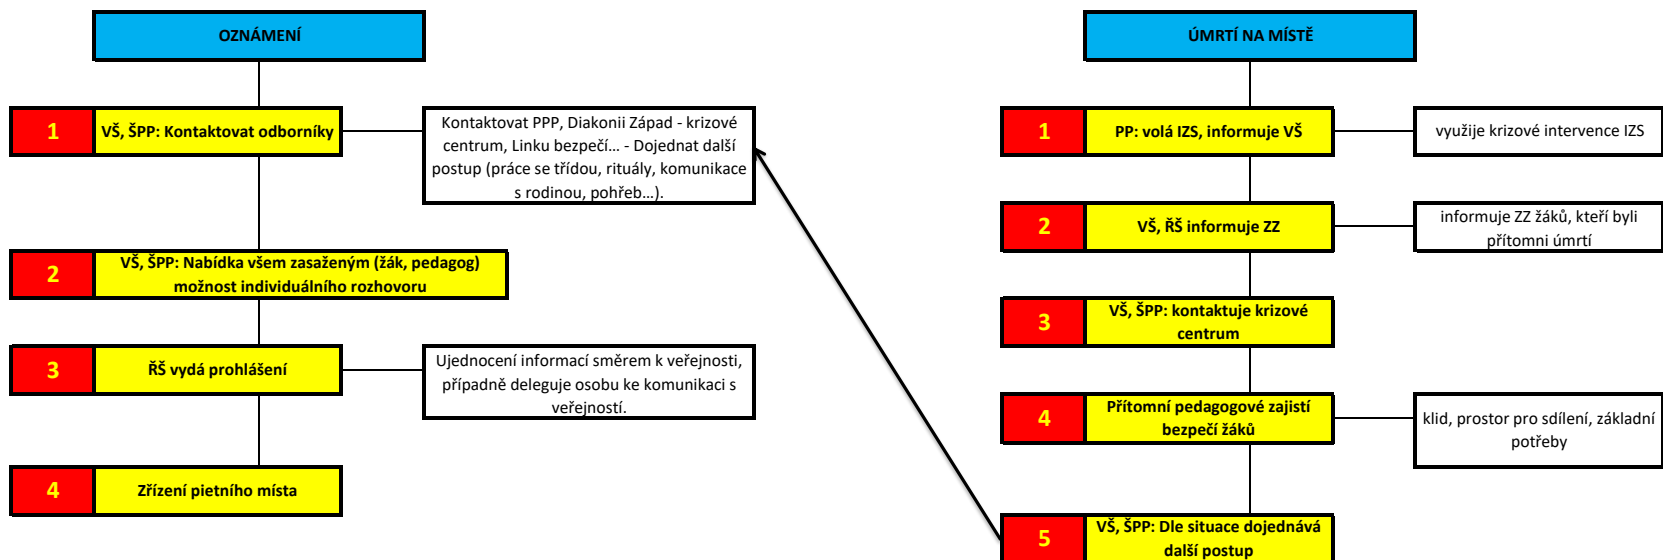 OZNÁMENÍ
1
VŠ, ŠPP: Kontaktovat odborníky
Kontaktovat PPP, Diakonii Západ - krizové
centrum, Linku bezpečí... - Dojednat další
postup (práce se třídou, rituály, komunikace
s rodinou, pohřeb...).
2
VŠ, ŠPP: Nabídka všem zasaženým (žák, pedagog)
možnost individuálního rozhovoru
3
ŘŠ vydá prohlášení
Ujednocení informací směrem k veřejnosti,
případně deleguje osobu ke komunikaci s
veřejností.
4
Zřízení pietního místa
ÚMRTÍ NA MÍSTĚ
1
PP: volá IZS, informuje VŠ
využije krizové intervence IZS
2
VŠ, ŘŠ informuje ZZ
informuje ZZ žáků, kteří byli
přítomni úmrtí
3
VŠ, ŠPP: kontaktuje krizové
centrum
4
Přítomní pedagogové zajistí
bezpečí žáků
klid, prostor pro sdílení, základní
potřeby
5
VŠ, ŠPP: Dle situace dojednává
další postup